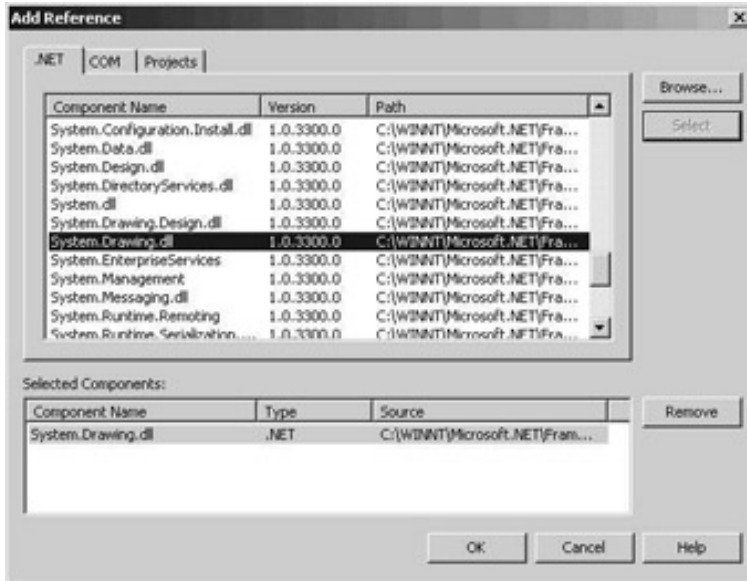 Add Reference
.NET COM Projects
Browse...
Select
Component Name Version Path
System.Configuration.Install.dll 1.0.3300.0 C:\WINNT\Microsoft.NET\Fra...
System.Data.dll 1.0.3300.0 C:\WINNT\Microsoft.NET\Fra...
System.Design.dll 1.0.3300.0 C:\WINNT\Microsoft.NET\Fra...
System.DirectoryServices.dll 1.0.3300.0 C:\WINNT\Microsoft.NET\Fra...
System.dll 1.0.3300.0 C:\WINNT\Microsoft.NET\Fra...
System.Drawing.Design.dll 1.0.3300.0 C:\WINNT\Microsoft.NET\Fra...
System.Drawing.dll 1.0.3300.0 C:\WINNT\Microsoft.NET\Fra...
System.EnterpriseServices 1.0.3300.0 C:\WINNT\Microsoft.NET\Fra...
System.Management 1.0.3300.0 C:\WINNT\Microsoft.NET\Fra...
System.Messaging.dll 1.0.3300.0 C:\WINNT\Microsoft.NET\Fra...
System.Runtime.Remoting 1.0.3300.0 C:\WINNT\Microsoft.NET\Fra...
System.Runtime.Serialization.... 1.0.3300.0 C:\WINNT\Microsoft.NET\Fra...
Selected Components:
Component Name Type Source
Remove
System.Drawing.dll .NET C:\WINNT\Microsoft.NET\Fram...
OK Cancel Help